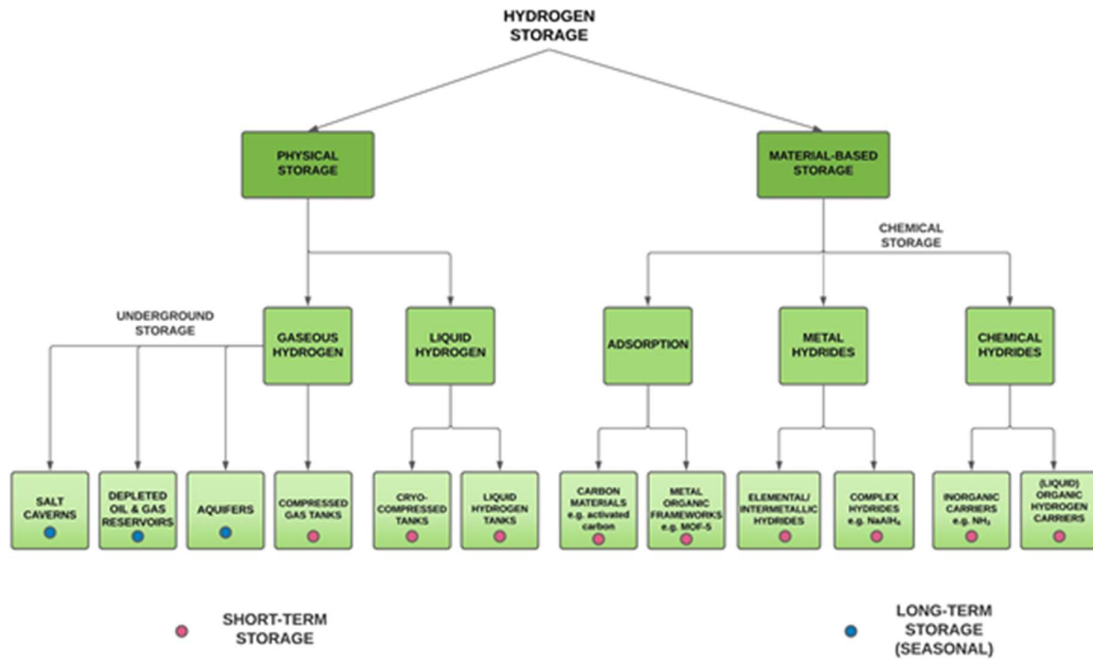 HYDROGEN
STORAGE
PHYSICAL
STORAGE
MATERIAL-BASED
STORAGE
CHEMICAL
STORAGE
UNDERGROUND
STORAGE
GASEOUS
HYDROGEN
LIQUID
HYDROGEN
ADSORPTION
METAL
HYDRIDES
CHEMICAL
HYDRIDES
SALT
CAVERNS
DEPLETED
OIL & GAS
RESERVOIRS
AQUIFERS
COMPRESSED
GAS TANKS
CRYO-
COMPRESSED
TANKS
LIQUID
HYDROGEN
TANKS
CARBON
MATERIALS
e.g. activated
carbon
METAL
ORGANIC
FRAMEWORKS
e.g. MOF-5
ELEMENTAL/
INTERMETALLIC
HYDRIDES
COMPLEX
HYDRIDES
e.g. NaAlH₄
INORGANIC
CARRIERS
e.g. NH₃
(LIQUID)
ORGANIC
HYDROGEN
CARRIERS
SHORT-TERM
STORAGE
LONG-TERM
STORAGE
(SEASONAL)